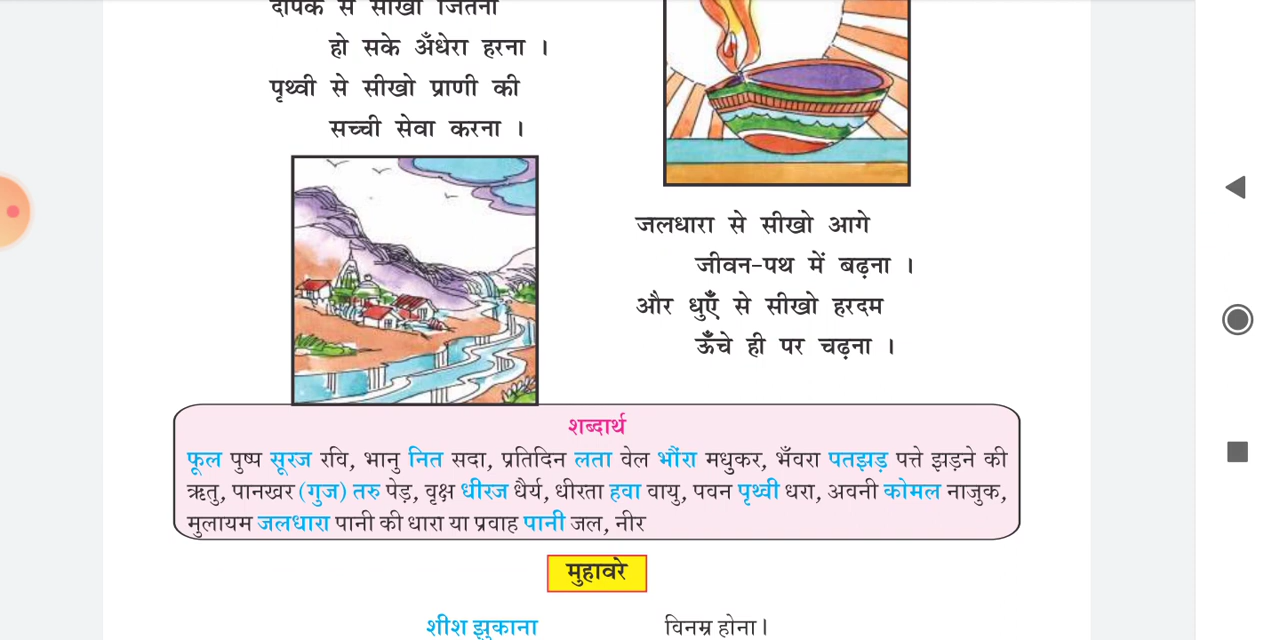 दीपक से सीखो जितना
हो सके अँधेरा हरना ।
पृथ्वी से सीखो प्राणी की
सच्ची सेवा करना ।
जलधारा से सीखो आगे
जीवन-पथ में बढ़ना ।
और धुएँ से सीखो हरदम
ऊँचे ही पर चढ़ना ।
शब्दार्थ
फूल पुष्प सूरज रवि, भानु नित सदा, प्रतिदिन लता वेल भौंरा मधुकर, भँवरा पतझड़ पत्ते झड़ने की
ऋतु, पानखर (गुज) तरु पेड़, वृक्ष धीरज धैर्य, धीरता हवा वायु, पवन पृथ्वी धरा, अवनी कोमल नाजुक,
मुलायम जलधारा पानी की धारा या प्रवाह पानी जल, नीर
मुहावरे
शीश झुकाना विनम्र होना।